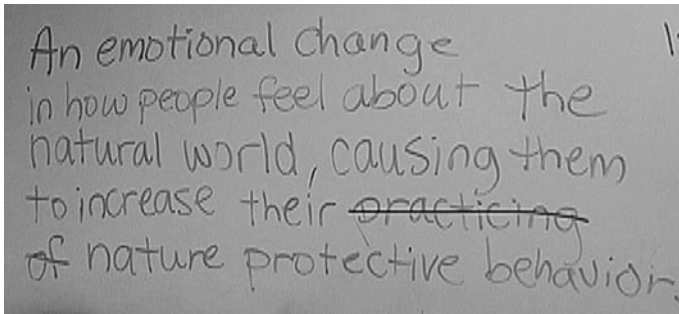 An emotional change
in how people feel about the
natural world, causing them
to increase their practicing
of nature protective behavior.